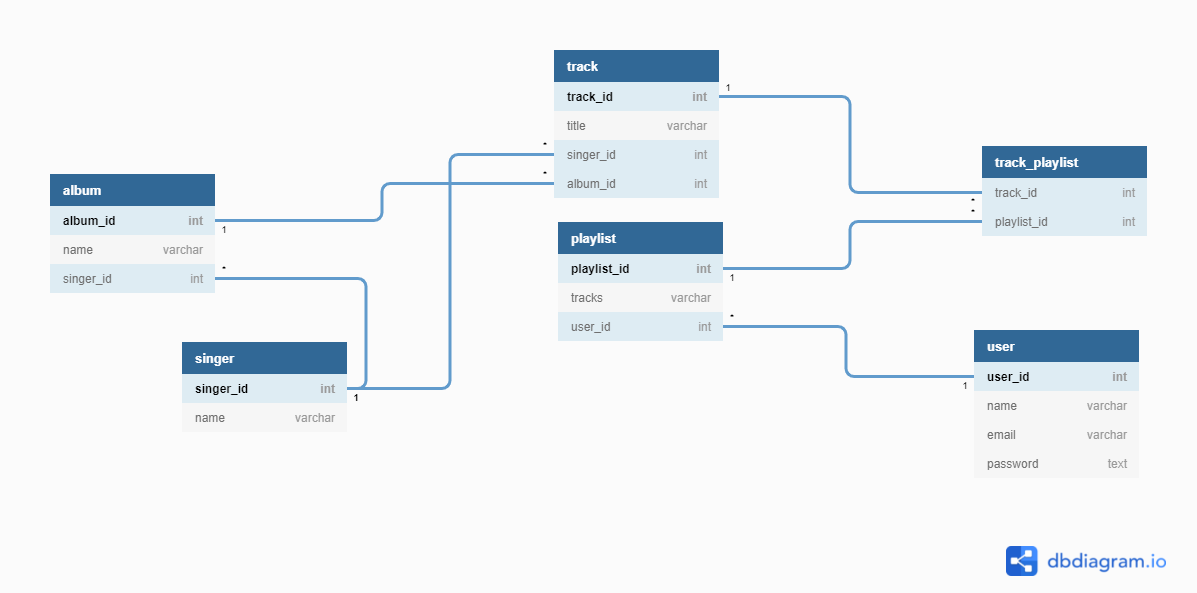 track
track_id int
title varchar
singer_id int
album_id int
1
*
*
track_playlist
track_id int
playlist_id int
*
*
album
album_id int
name varchar
singer_id int
1
*
playlist
playlist_id int
tracks varchar
user_id int
1
*
singer
singer_id int
name varchar
1
user
user_id int
name varchar
email varchar
password text
1
dbdiagram.io